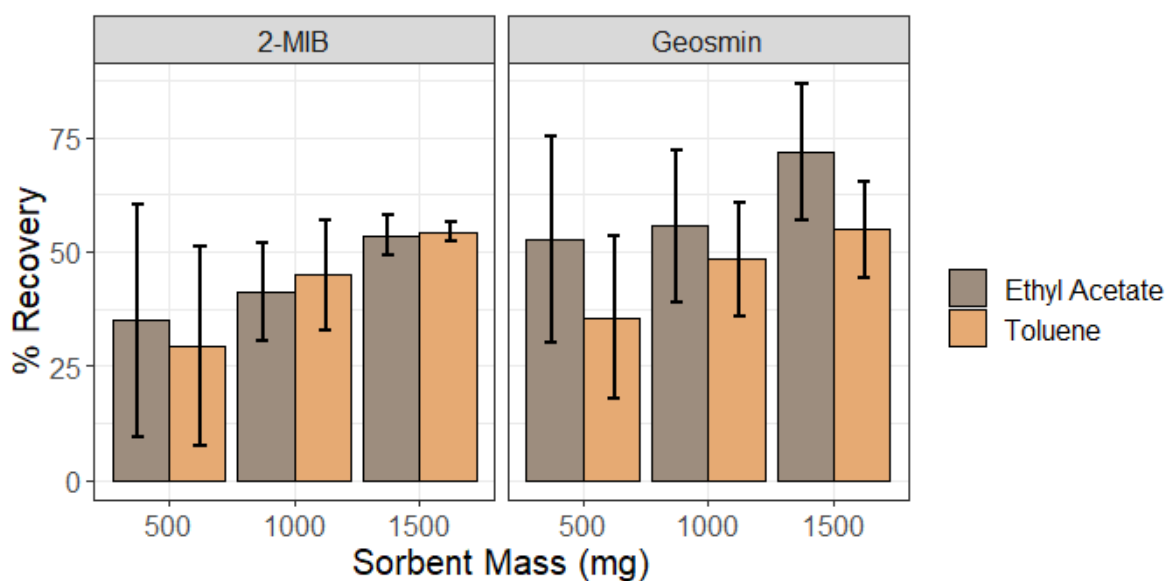 2-MIB
Geosmin
% Recovery
75
50
25
0
500
1000
1500
500
1000
1500
Sorbent Mass (mg)
Ethyl Acetate
Toluene